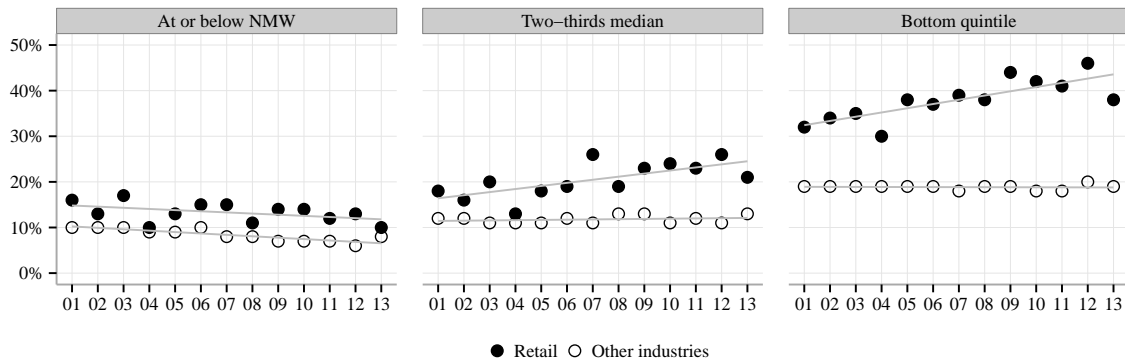 At or below NMW Two−thirds median Bottom quintile
50%
40%
30%
20%
10%
0%
01 02 03 04 05 06 07 08 09 10 11 12 13 01 02 03 04 05 06 07 08 09 10 11 12 13 01 02 03 04 05 06 07 08 09 10 11 12 13
Retail Other industries